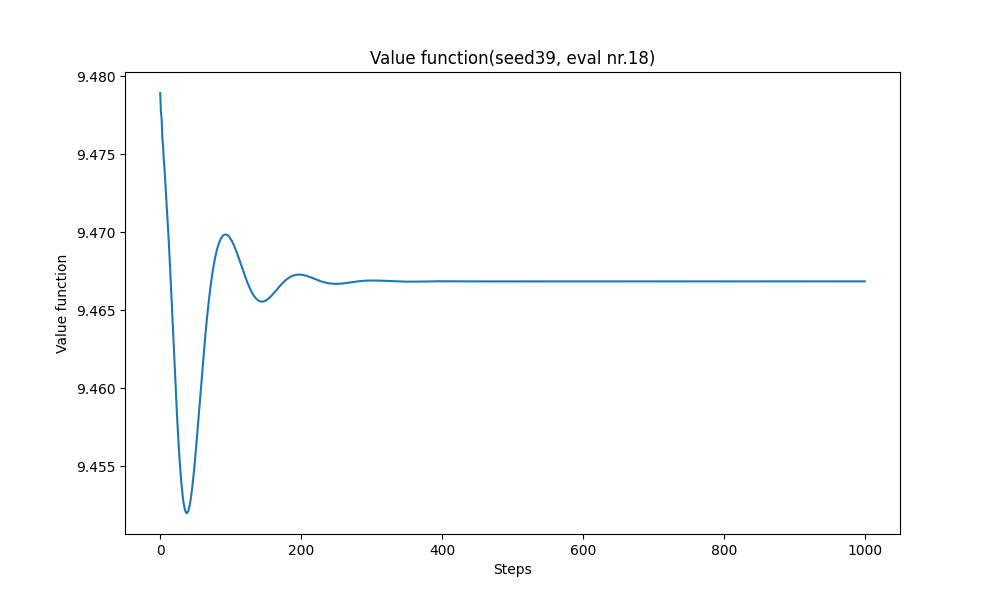 Value function(seed39, eval nr.18)
9.480
9.475
9.470
9.465
9.460
9.455
Value function
0 200 400 600 800 1000
Steps